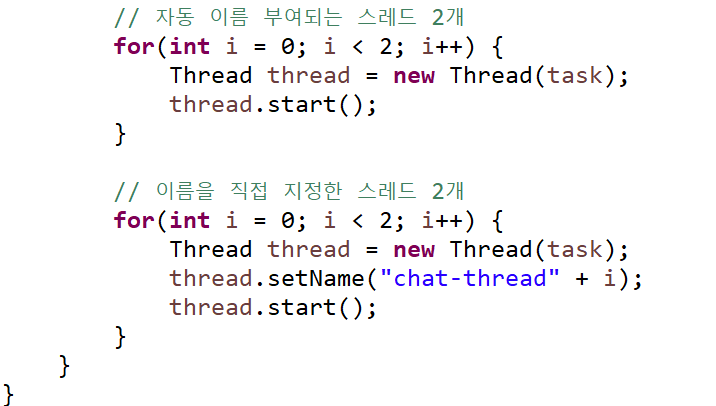 // 자동 이름 부여되는 스레드 2개
for(int i = 0; i < 2; i++) {
Thread thread = new Thread(task);
thread.start();
}
// 이름을 직접 지정한 스레드 2개
for(int i = 0; i < 2; i++) {
Thread thread = new Thread(task);
thread.setName("chat-thread" + i);
thread.start();
}
}
}